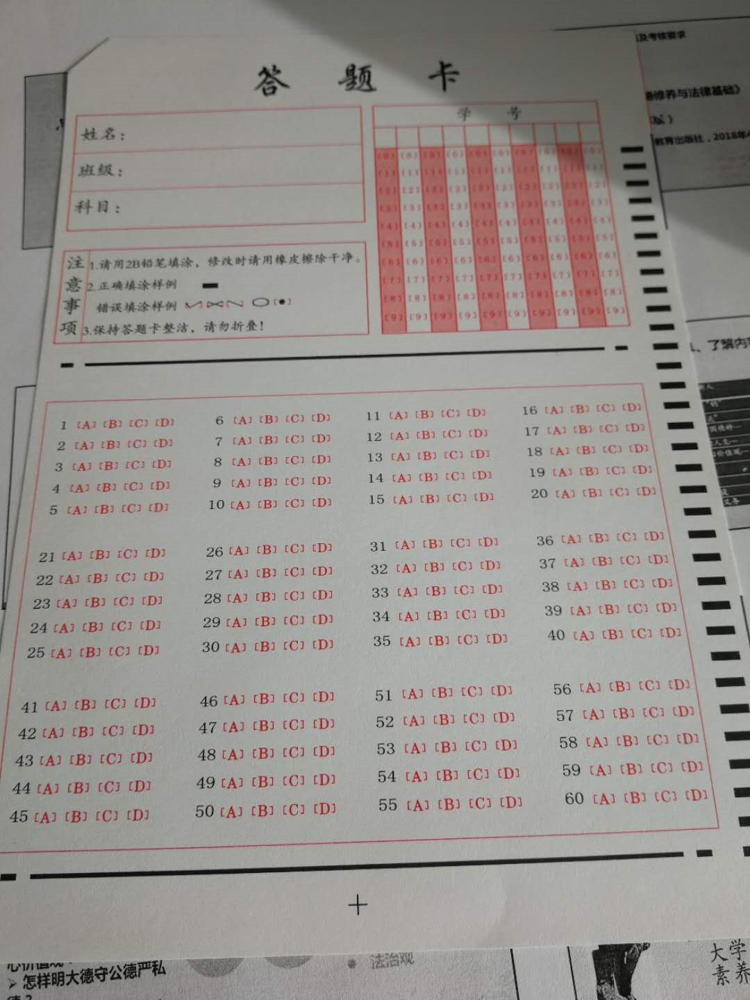 答 题 卡
姓名：
班级：
科目：
学 号
[0] [0] [0] [0] [0] [0] [0] [0] [0] [0]
[1] [1] [1] [1] [1] [1] [1] [1] [1] [1]
[2] [2] [2] [2] [2] [2] [2] [2] [2] [2]
[3] [3] [3] [3] [3] [3] [3] [3] [3] [3]
[4] [4] [4] [4] [4] [4] [4] [4] [4] [4]
[5] [5] [5] [5] [5] [5] [5] [5] [5] [5]
[6] [6] [6] [6] [6] [6] [6] [6] [6] [6]
[7] [7] [7] [7] [7] [7] [7] [7] [7] [7]
[8] [8] [8] [8] [8] [8] [8] [8] [8] [8]
[9] [9] [9] [9] [9] [9] [9] [9] [9] [9]
注意事项
1.请用2B铅笔填涂，修改时请用橡皮擦除干净。
2.正确填涂样例
错误填涂样例
3.保持答题卡整洁，请勿折叠！
1 [A] [B] [C] [D] 6 [A] [B] [C] [D] 11 [A] [B] [C] [D] 16 [A] [B] [C] [D]
2 [A] [B] [C] [D] 7 [A] [B] [C] [D] 12 [A] [B] [C] [D] 17 [A] [B] [C] [D]
3 [A] [B] [C] [D] 8 [A] [B] [C] [D] 13 [A] [B] [C] [D] 18 [A] [B] [C] [D]
4 [A] [B] [C] [D] 9 [A] [B] [C] [D] 14 [A] [B] [C] [D] 19 [A] [B] [C] [D]
5 [A] [B] [C] [D] 10 [A] [B] [C] [D] 15 [A] [B] [C] [D] 20 [A] [B] [C] [D]
21 [A] [B] [C] [D] 26 [A] [B] [C] [D] 31 [A] [B] [C] [D] 36 [A] [B] [C] [D]
22 [A] [B] [C] [D] 27 [A] [B] [C] [D] 32 [A] [B] [C] [D] 37 [A] [B] [C] [D]
23 [A] [B] [C] [D] 28 [A] [B] [C] [D] 33 [A] [B] [C] [D] 38 [A] [B] [C] [D]
24 [A] [B] [C] [D] 29 [A] [B] [C] [D] 34 [A] [B] [C] [D] 39 [A] [B] [C] [D]
25 [A] [B] [C] [D] 30 [A] [B] [C] [D] 35 [A] [B] [C] [D] 40 [A] [B] [C] [D]
41 [A] [B] [C] [D] 46 [A] [B] [C] [D] 51 [A] [B] [C] [D] 56 [A] [B] [C] [D]
42 [A] [B] [C] [D] 47 [A] [B] [C] [D] 52 [A] [B] [C] [D] 57 [A] [B] [C] [D]
43 [A] [B] [C] [D] 48 [A] [B] [C] [D] 53 [A] [B] [C] [D] 58 [A] [B] [C] [D]
44 [A] [B] [C] [D] 49 [A] [B] [C] [D] 54 [A] [B] [C] [D] 59 [A] [B] [C] [D]
45 [A] [B] [C] [D] 50 [A] [B] [C] [D] 55 [A] [B] [C] [D] 60 [A] [B] [C] [D]
及考核要求
修养与法律基础》
版）
教育出版社，2018年
、了解内
怎样明大德守公德严私
法治观
大学
素养